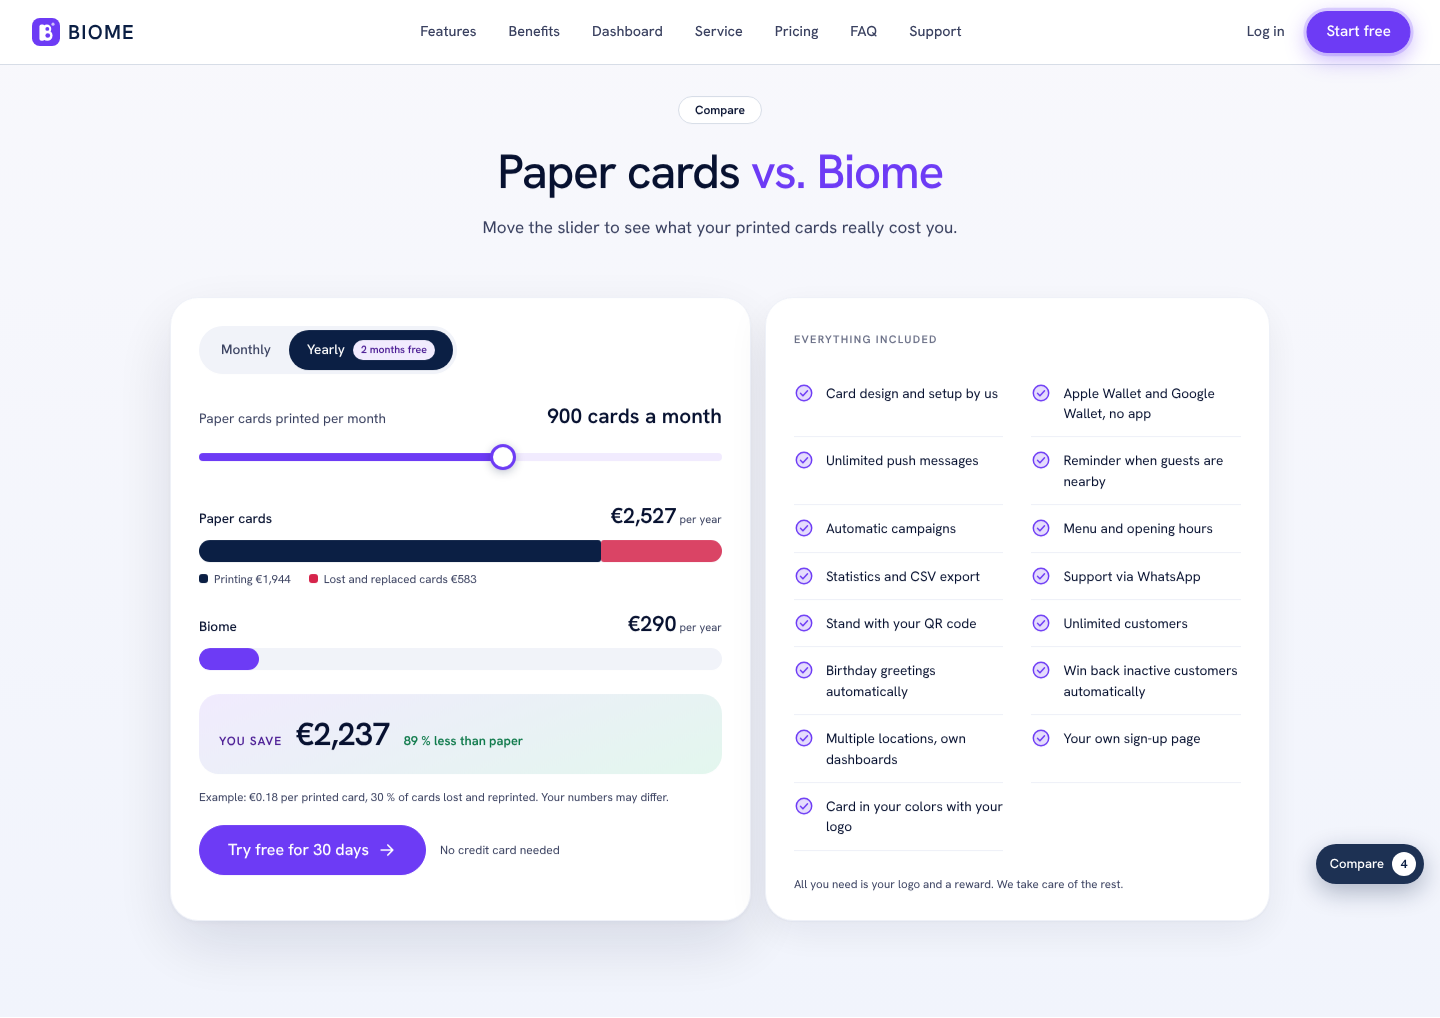 BIOME
Features
Benefits
Dashboard
Service
Pricing
FAQ
Support
Log in
Start free
Compare
Paper cards vs. Biome
Move the slider to see what your printed cards really cost you.
Monthly
Yearly
2 months free
Paper cards printed per month
900 cards a month
Paper cards
€2,527 per year
Printing €1,944
Lost and replaced cards €583
Biome
€290 per year
YOU SAVE €2,237 89 % less than paper
Example: €0.18 per printed card, 30 % of cards lost and reprinted. Your numbers may differ.
Try free for 30 days
No credit card needed
EVERYTHING INCLUDED
Card design and setup by us
Apple Wallet and Google
Wallet, no app
Unlimited push messages
Reminder when guests are
nearby
Automatic campaigns
Menu and opening hours
Statistics and CSV export
Support via WhatsApp
Stand with your QR code
Unlimited customers
Birthday greetings
automatically
Win back inactive customers
automatically
Multiple locations, own
dashboards
Your own sign-up page
Card in your colors with your
logo
All you need is your logo and a reward. We take care of the rest.
Compare 4